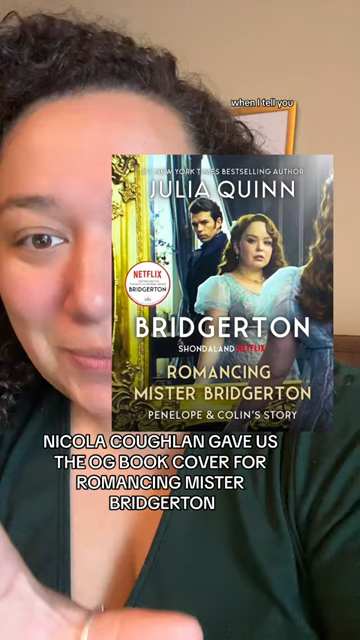 when I tell you
#1 NEW YORK TIMES BESTSELLING AUTHOR
JULIA QUINN
NETFLIX
BRIDGERTON
BRIDGERTON
SHONDALAND NETFLIX
ROMANCING
MISTER BRIDGERTON
PENELOPE & COLIN'S STORY
NICOLA COUGHLAN GAVE US
THE OG BOOK COVER FOR
ROMANCING MISTER
BRIDGERTON